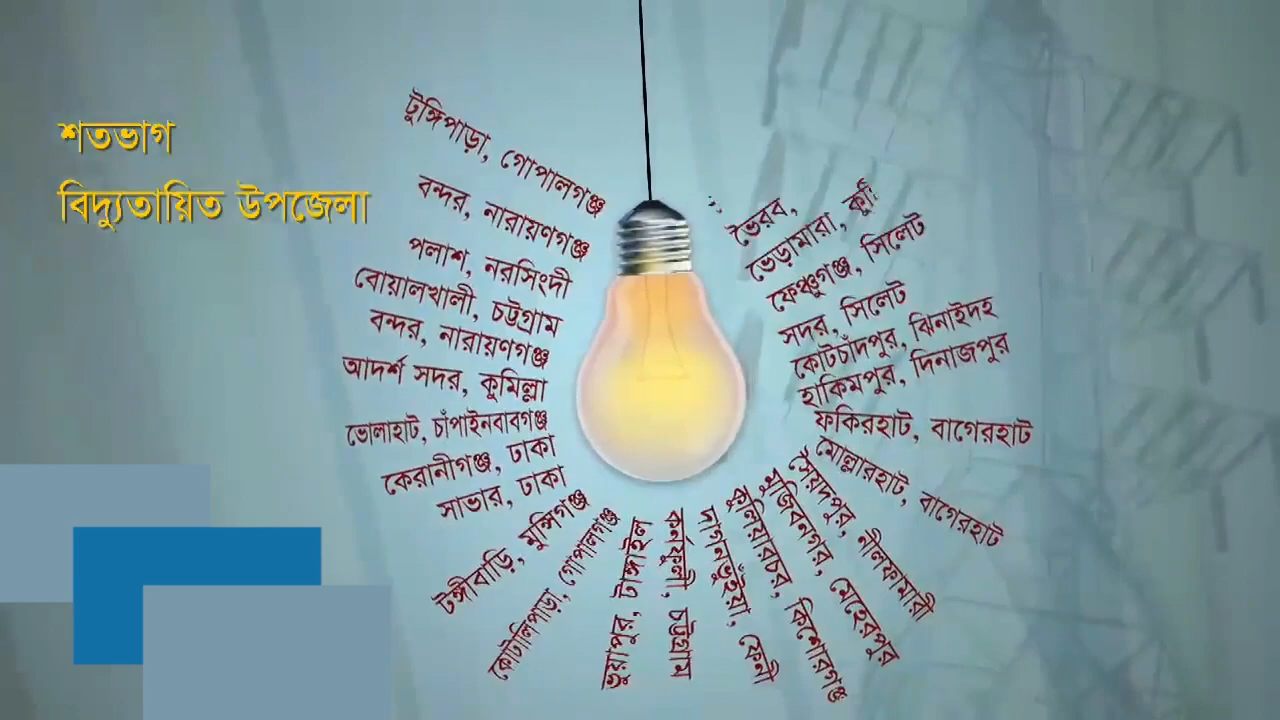 শতভাগ
বিদ্যুতায়িত উপজেলা
টুঙ্গিপাড়া, গোপালগঞ্জ
বন্দর, নারায়ণগঞ্জ
পলাশ, নরসিংদী
বোয়ালখালী, চট্টগ্রাম
বন্দর, নারায়ণগঞ্জ
আদর্শ সদর, কুমিল্লা
ভোলাহাট, চাঁপাইনবাবগঞ্জ
কেরানীগঞ্জ, ঢাকা
সাভার, ঢাকা
টঙ্গীবাড়ি, মুন্সিগঞ্জ
কোটালিপাড়া, গোপালগঞ্জ
ভুয়াপুর, টাঙ্গাইল
কর্ণফুলী, চট্টগ্রাম
দাগনভুঁইয়া, ফেনী
কুলিয়ারচর, কিশোরগঞ্জ
মুজিবনগর, মেহেরপুর
সৈয়দপুর, নীলফামারী
মোল্লারহাট, বাগেরহাট
ফকিরহাট, বাগেরহাট
হাকিমপুর, দিনাজপুর
কোটচাঁদপুর, ঝিনাইদহ
সদর, সিলেট
ফেঞ্চুগঞ্জ, সিলেট
ভেড়ামারা,
ভৈরব,